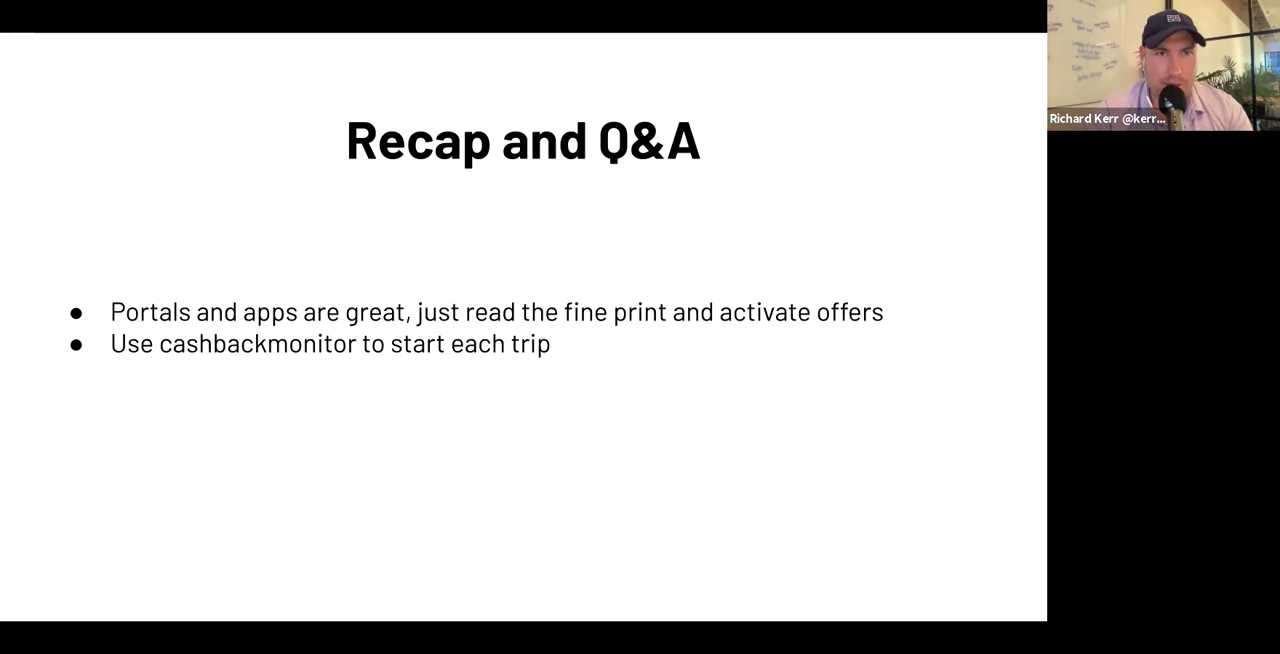 Recap and Q&A
● Portals and apps are great, just read the fine print and activate offers
● Use cashbackmonitor to start each trip
Richard Kerr @kerr...